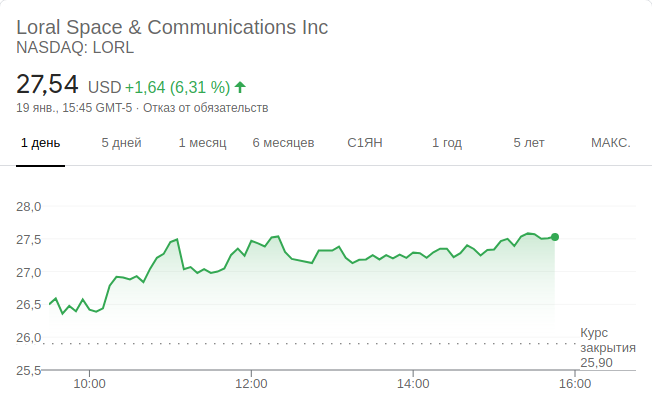 Loral Space & Communications Inc
NASDAQ: LORL
27,54 USD +1,64 (6,31 %)
19 янв., 15:45 GMT-5 · Отказ от обязательств
1 день 5 дней 1 месяц 6 месяцев С1ЯН 1 год 5 лет МАКС.
28,0
27,5
27,0
26,5
26,0
Курс
закрытия
25,90
25,5
10:00 12:00 14:00 16:00